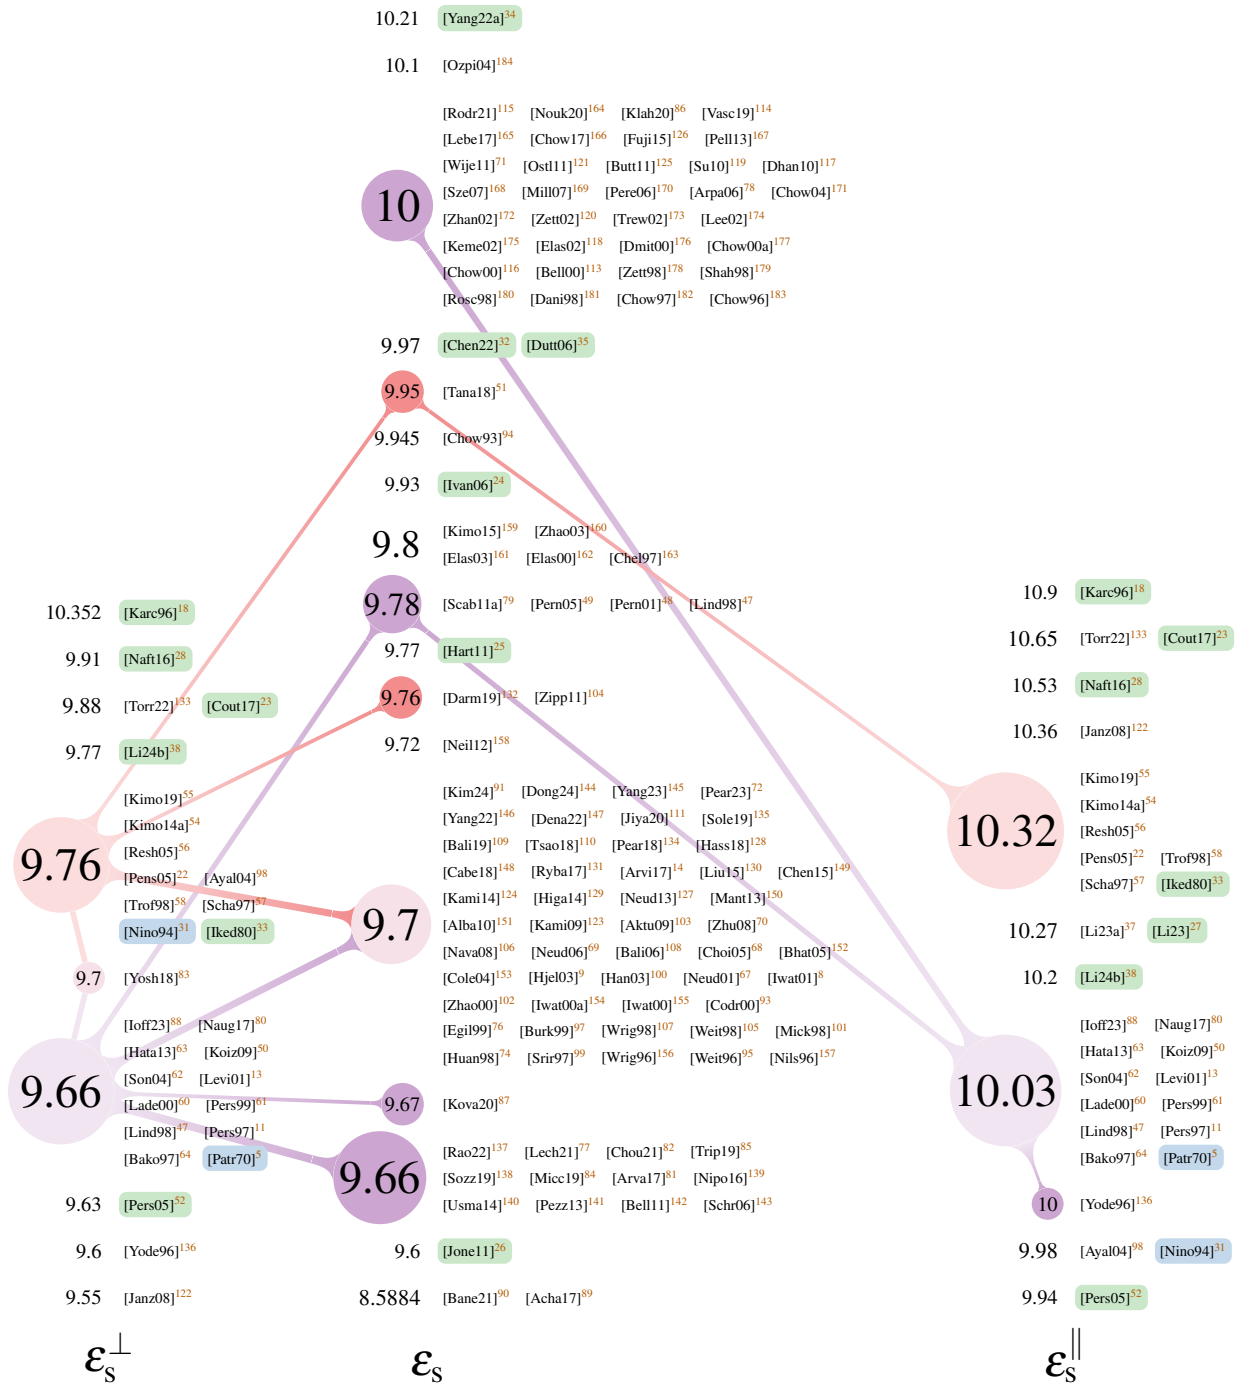 10.21 [Yang22a]34
10.1 [Ozpi04]184
[Rodr21]115 [Nouk20]164 [Klah20]86 [Vasc19]114
[Lebe17]165 [Chow17]166 [Fuji15]126 [Pell13]167
[Wije11]71 [Ostl11]121 [Butt11]125 [Su10]119 [Dhan10]117
10 [Sze07]168 [Mill07]169 [Pere06]170 [Arpa06]78 [Chow04]171
[Zhan02]172 [Zett02]120 [Trew02]173 [Lee02]174
[Keme02]175 [Elas02]118 [Dmit00]176 [Chow00a]177
[Chow00]116 [Bell00]113 [Zett98]178 [Shah98]179
[Rosc98]180 [Dani98]181 [Chow97]182 [Chow96]183
9.97 [Chen22]32 [Dutt06]35
9.95 [Tana18]51
9.945 [Chow93]94
9.93 [Ivan06]24
9.8 [Kimo15]159 [Zhao03]160
[Elas03]161 [Elas00]162 [Chel97]163
9.78 [Scab11a]79 [Pern05]49 [Pern01]48 [Lind98]47
9.77 [Hart11]25
9.76 [Darm19]132 [Zipp11]104
9.72 [Neil12]158
[Kim24]91 [Dong24]144 [Yang23]145 [Pear23]72
[Yang22]146 [Dena22]147 [Jiya20]111 [Sole19]135
[Bali19]109 [Tsao18]110 [Pear18]134 [Hass18]128
[Cabe18]148 [Ryba17]131 [Arvi17]14 [Liu15]130 [Chen15]149
[Kami14]124 [Higa14]129 [Neud13]127 [Mant13]150
9.7 [Alba10]151 [Kami09]123 [Aktu09]103 [Zhu08]70
[Nava08]106 [Neud06]69 [Bali06]108 [Choi05]68 [Bhat05]152
[Cole04]153 [Hjel03]9 [Han03]100 [Neud01]67 [Iwat01]8
[Zhao00]102 [Iwat00a]154 [Iwat00]155 [Codr00]93
[Egil99]76 [Burk99]97 [Wrig98]107 [Weit98]105 [Mick98]101
[Huan98]74 [Srir97]99 [Wrig96]156 [Weit96]95 [Nils96]157
9.67 [Kova20]87
[Rao22]137 [Lech21]77 [Chou21]82 [Trip19]85
9.66 [Sozz19]138 [Micc19]84 [Arva17]81 [Nipo16]139
[Usma14]140 [Pezz13]141 [Bell11]142 [Schr06]143
9.6 [Jone11]26
8.5884 [Bane21]90 [Acha17]89
εs
10.352 [Karc96]18
9.91 [Naft16]28
9.88 [Torr22]133 [Cout17]23
9.77 [Li24b]38
[Kimo19]55
[Kimo14a]54
9.76 [Resh05]56
[Pens05]22 [Ayal04]98
[Trof98]58 [Scha97]57
[Nino94]31 [Iked80]33
9.7 [Yosh18]83
[Ioff23]88 [Naug17]80
[Hata13]63 [Koiz09]50
9.66 [Son04]62 [Levi01]13
[Lade00]60 [Pers99]61
[Lind98]47 [Pers97]11
[Bako97]64 [Patr70]5
9.63 [Pers05]52
9.6 [Yode96]136
9.55 [Janz08]122
εs⊥
10.9 [Karc96]18
10.65 [Torr22]133 [Cout17]23
10.53 [Naft16]28
10.36 [Janz08]122
[Kimo19]55
[Kimo14a]54
10.32 [Resh05]56
[Pens05]22 [Trof98]58
[Scha97]57 [Iked80]33
10.27 [Li23a]37 [Li23]27
10.2 [Li24b]38
[Ioff23]88 [Naug17]80
[Hata13]63 [Koiz09]50
10.03 [Son04]62 [Levi01]13
[Lade00]60 [Pers99]61
[Lind98]47 [Pers97]11
[Bako97]64 [Patr70]5
10 [Yode96]136
9.98 [Ayal04]98 [Nino94]31
9.94 [Pers05]52
εs∥